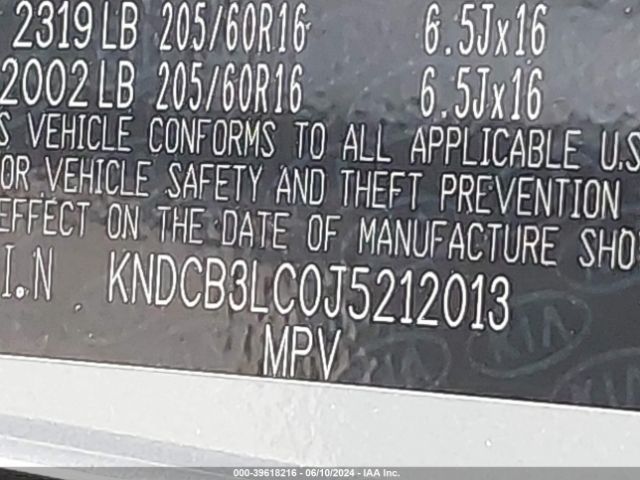 2319 LB 205/60R16 6.5Jx16
2002 LB 205/60R16 6.5Jx16
S VEHICLE CONFORMS TO ALL APPLICABLE U.S
OR VEHICLE SAFETY AND THEFT PREVENTION
EFFECT ON THE DATE OF MANUFACTURE SHO
I.N KNDCB3LC0J5212013
MPV
KIA
000-39618216 - 06/10/2024 - IAA Inc.